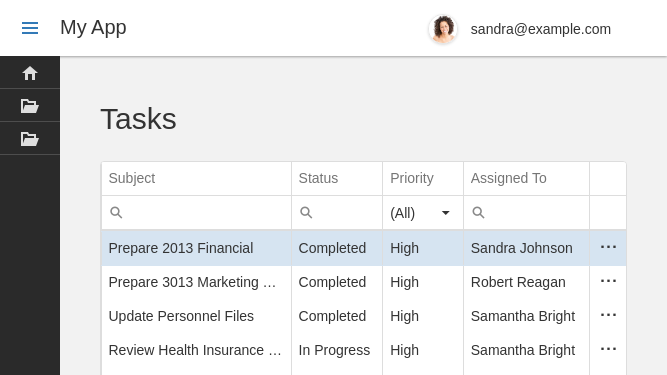 My App
sandra@example.com
Tasks
Subject Status Priority Assigned To
(All)
Prepare 2013 Financial Completed High Sandra Johnson ...
Prepare 3013 Marketing … Completed High Robert Reagan ...
Update Personnel Files Completed High Samantha Bright ...
Review Health Insurance … In Progress High Samantha Bright ...